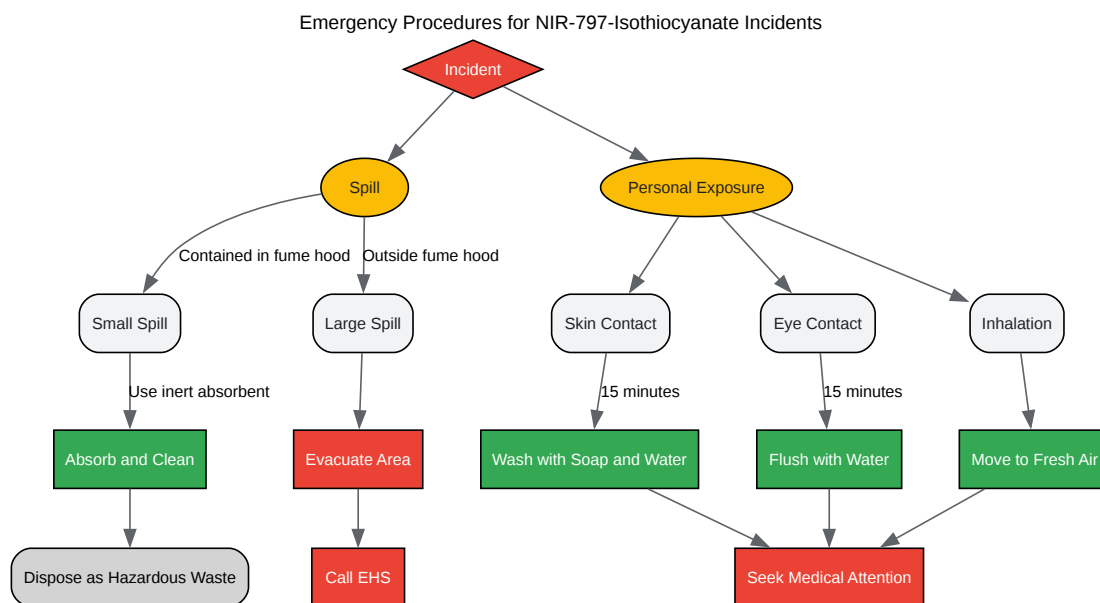 Emergency Procedures for NIR-797-Isothiocyanate Incidents
Incident
Spill
Personal Exposure
Contained in fume hood
Outside fume hood
Small Spill
Large Spill
Skin Contact
Eye Contact
Inhalation
Use inert absorbent
15 minutes
15 minutes
Absorb and Clean
Evacuate Area
Wash with Soap and Water
Flush with Water
Move to Fresh Air
Dispose as Hazardous Waste
Call EHS
Seek Medical Attention